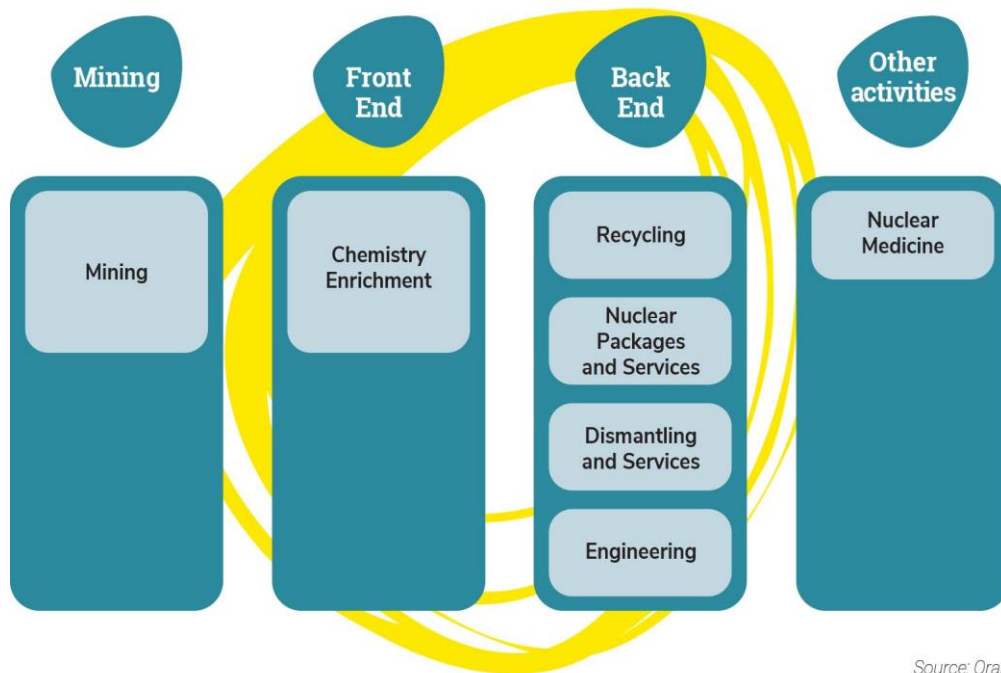 Mining
Front
End
Back
End
Other
activities
Mining
Chemistry
Enrichment
Recycling
Nuclear
Packages
and Services
Dismantling
and Services
Engineering
Nuclear
Medicine
Source: Ora